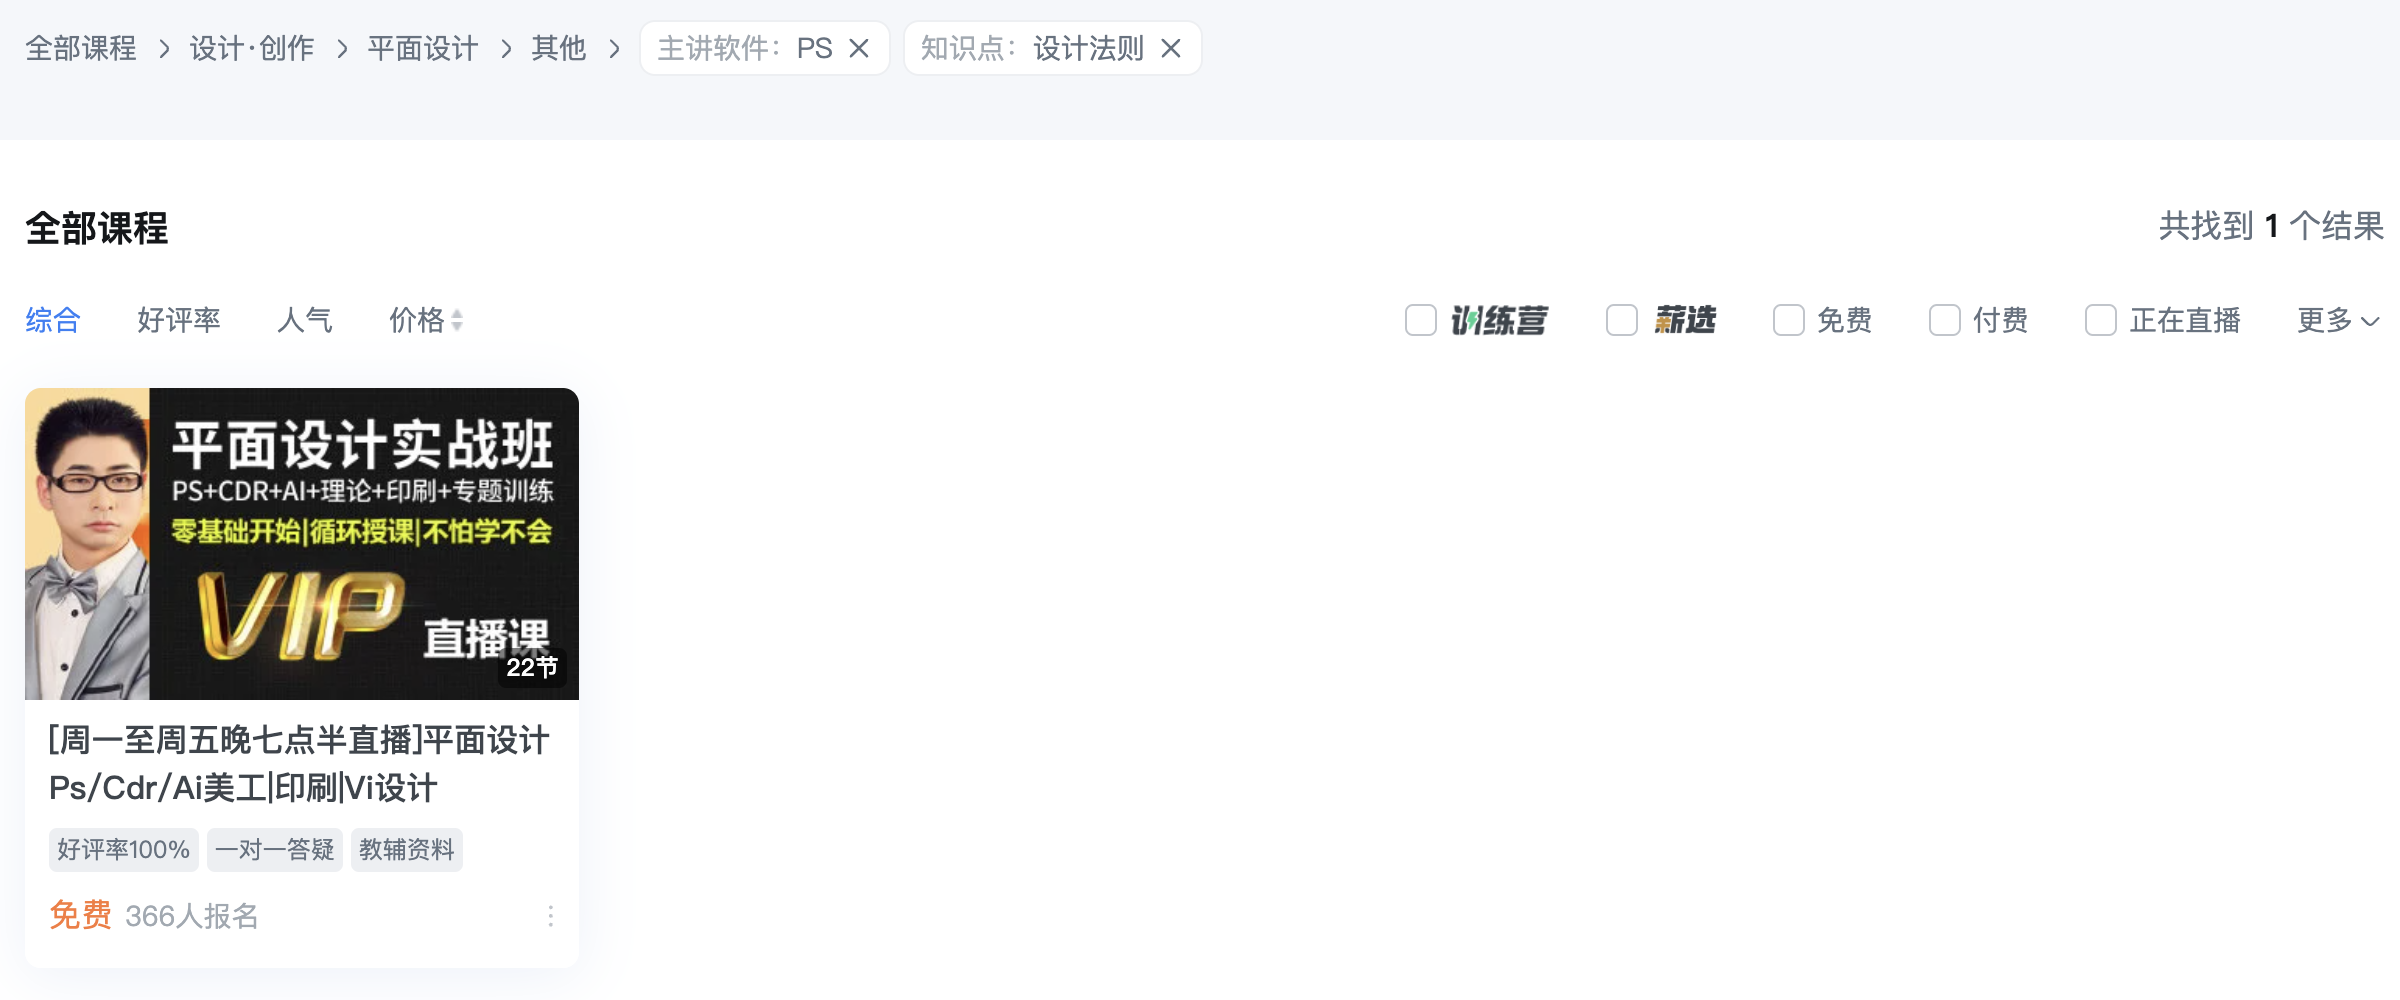 全部课程 > 设计·创作 > 平面设计 > 其他 > 主讲软件：PS × 知识点：设计法则 ×
全部课程
共找到 1 个结果
综合 好评率 人气 价格
训练营 薪选 免费 付费 正在直播 更多
平面设计实战班
PS+CDR+AI+理论+印刷+专题训练
零基础开始|循环授课|不怕学不会
VIP 直播课
22节
[周一至周五晚七点半直播]平面设计
Ps/Cdr/Ai美工|印刷|Vi设计
好评率100% 一对一答疑 教辅资料
免费 366人报名